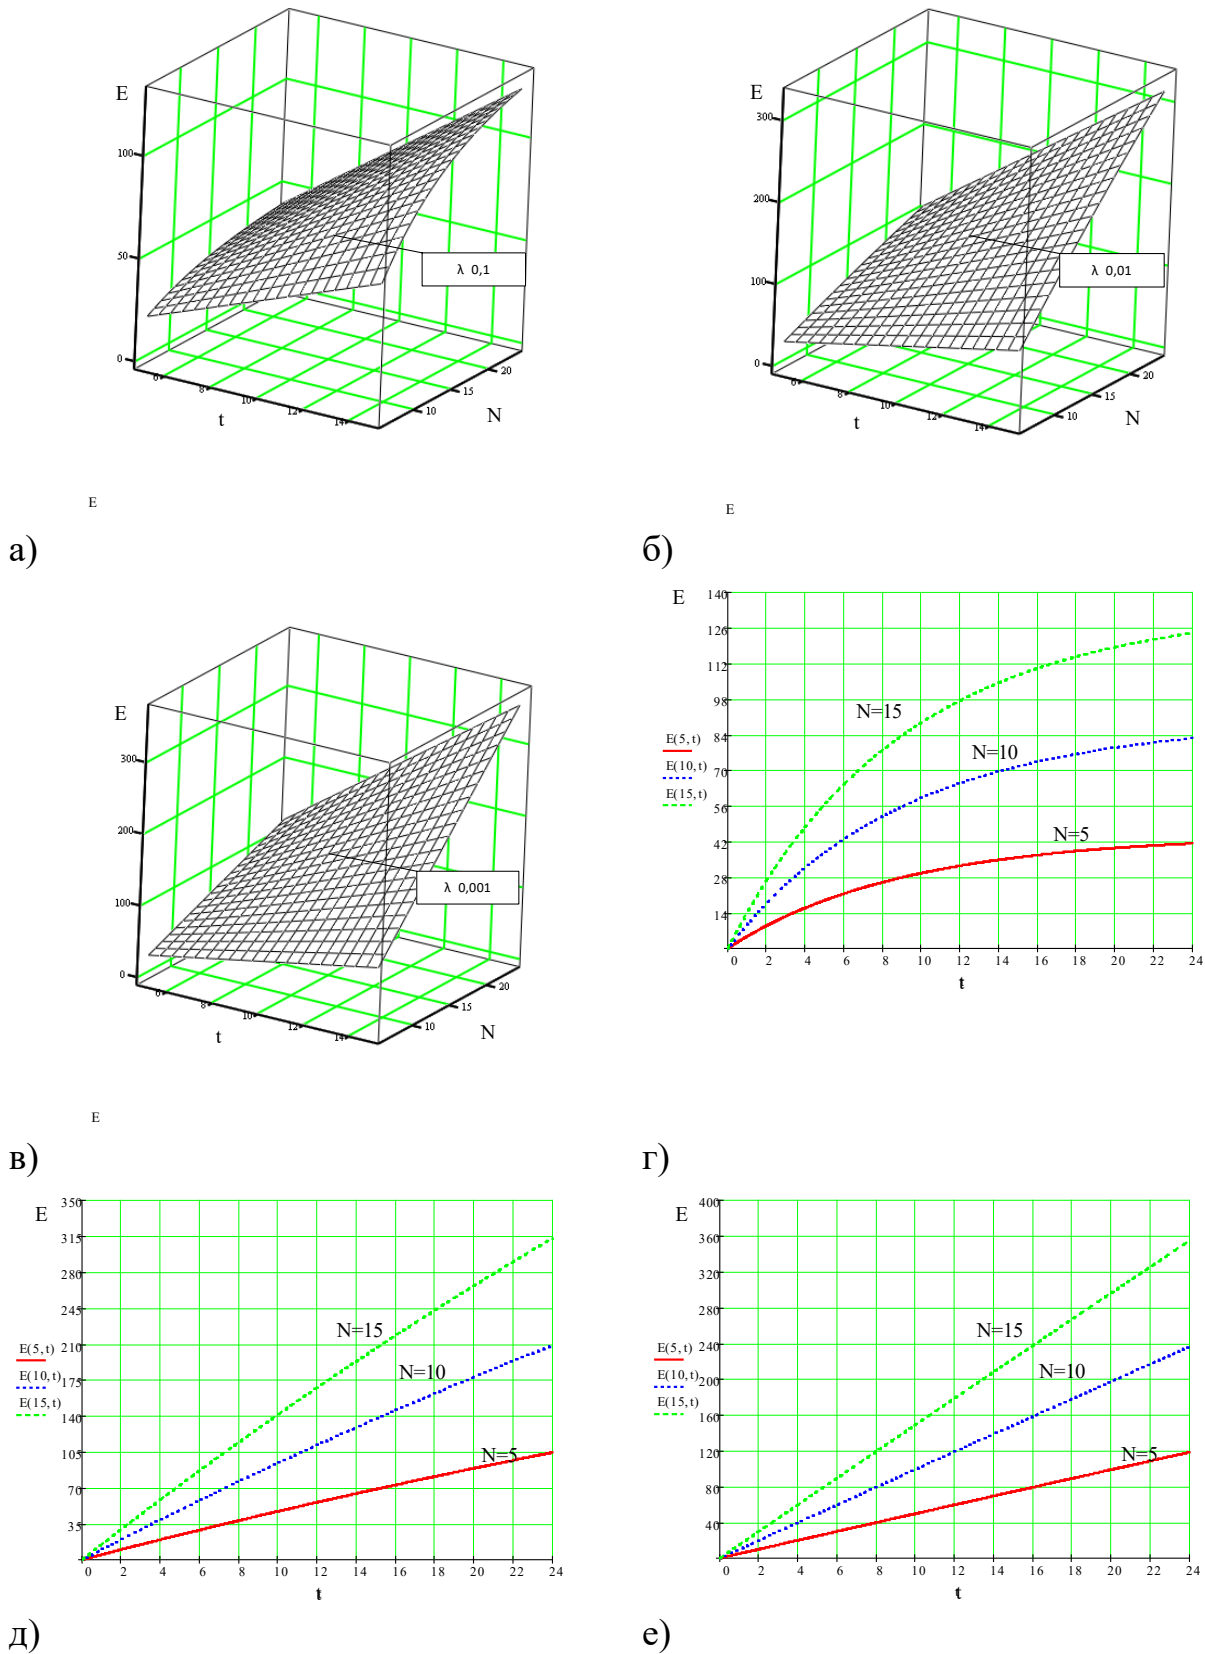 E
100
50
0
6
8
10
12
14
t
10
15
20
N
λ 0,1
E
а)
E
300
200
100
0
6
8
10
12
14
t
10
15
20
N
λ 0,01
E
б)
E
300
200
100
0
6
8
10
12
14
t
10
15
20
N
λ 0,001
E
в)
E
140
126
112
98
84
70
56
42
28
14
E(5, t)
E(10, t)
E(15, t)
N=15
N=10
N=5
0 2 4 6 8 10 12 14 16 18 20 22 24
t
г)
E
350
315
280
245
210
175
140
105
70
35
E(5, t)
E(10, t)
E(15, t)
N=15
N=10
N=5
0 2 4 6 8 10 12 14 16 18 20 22 24
t
д)
E
400
360
320
280
240
200
160
120
80
40
E(5, t)
E(10, t)
E(15, t)
N=15
N=10
N=5
0 2 4 6 8 10 12 14 16 18 20 22 24
t
е)